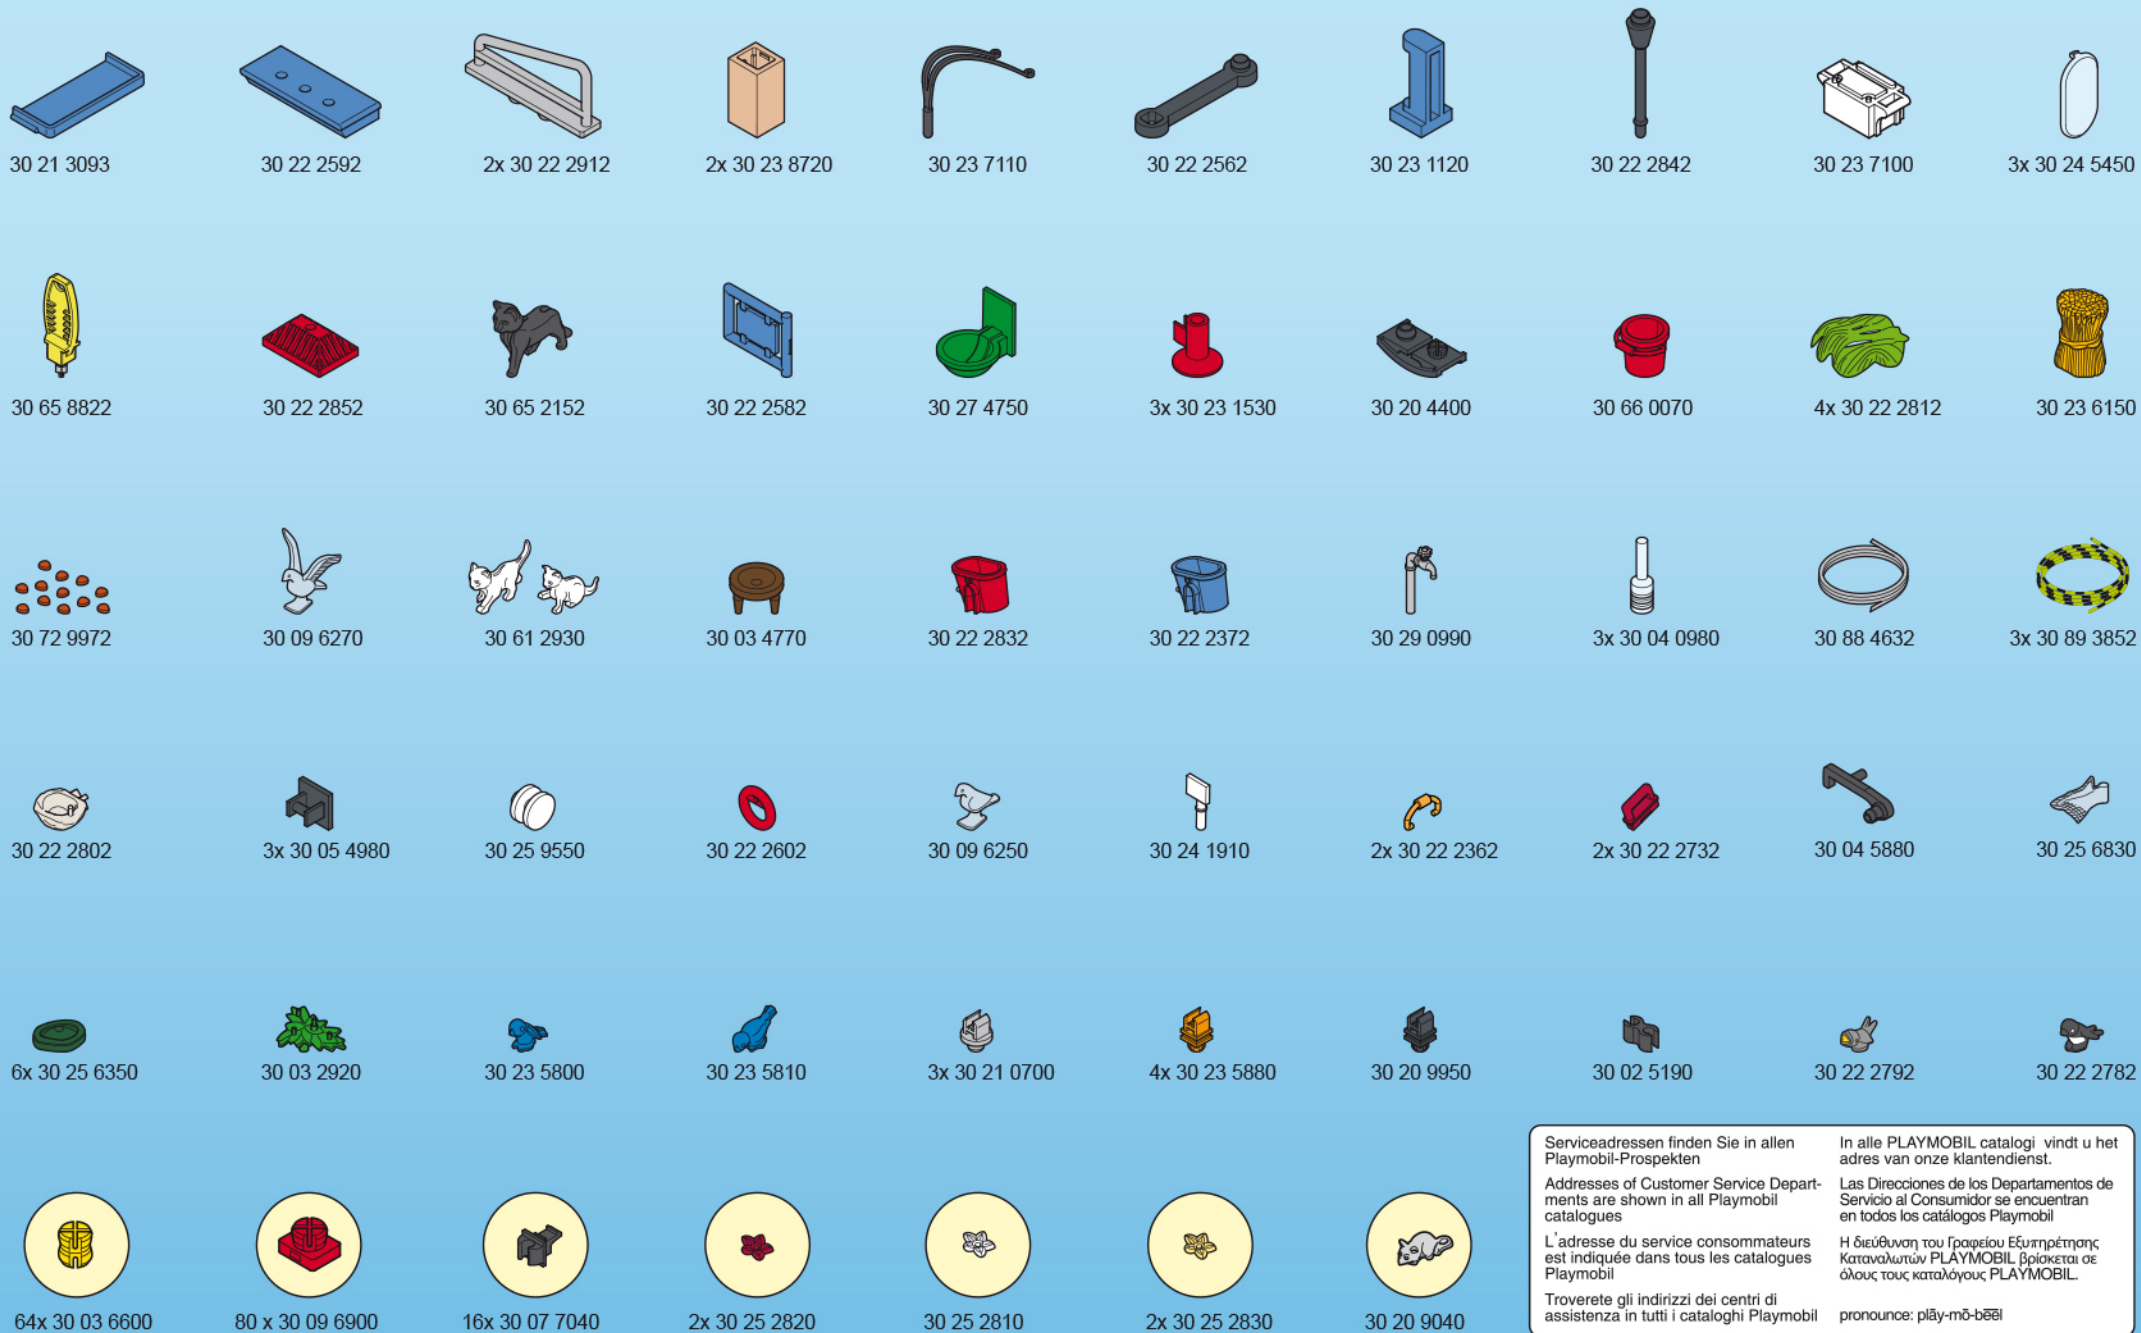 30 21 3093
30 22 2592
2x 30 22 2912
2x 30 23 8720
30 23 7110
30 22 2562
30 23 1120
30 22 2842
30 23 7100
3x 30 24 5450
30 65 8822
30 22 2852
30 65 2152
30 22 2582
30 27 4750
3x 30 23 1530
30 20 4400
30 66 0070
4x 30 22 2812
30 23 6150
30 72 9972
30 09 6270
30 61 2930
30 03 4770
30 22 2832
30 22 2372
30 29 0990
3x 30 04 0980
30 88 4632
3x 30 89 3852
30 22 2802
3x 30 05 4980
30 25 9550
30 22 2602
30 09 6250
30 24 1910
2x 30 22 2362
2x 30 22 2732
30 04 5880
30 25 6830
6x 30 25 6350
30 03 2920
30 23 5800
30 23 5810
3x 30 21 0700
4x 30 23 5880
30 20 9950
30 02 5190
30 22 2792
30 22 2782
64x 30 03 6600
80 x 30 09 6900
16x 30 07 7040
2x 30 25 2820
30 25 2810
2x 30 25 2830
30 20 9040
Serviceadressen finden Sie in allen
Playmobil-Prospekten
Addresses of Customer Service Depart-
ments are shown in all Playmobil
catalogues
L'adresse du service consommateurs
est indiquée dans tous les catalogues
Playmobil
Troverete gli indirizzi dei centri di
assistenza in tutti i cataloghi Playmobil
In alle PLAYMOBIL catalogi vindt u het
adres van onze klantendienst.
Las Direcciones de los Departamentos de
Servicio al Consumidor se encuentran
en todos los catálogos Playmobil
Η διεύθυνση του Γραφείου Εξυπηρέτησης
Καταναλωτών PLAYMOBIL βρίσκεται σε
όλους τους καταλόγους PLAYMOBIL.
pronounce: plāy-mō-bēēl